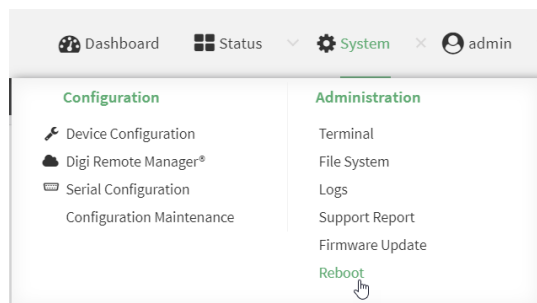 Dashboard Status System admin
Configuration Administration
Device Configuration Terminal
Digi Remote Manager® File System
Serial Configuration Logs
Configuration Maintenance Support Report
Firmware Update
Reboot